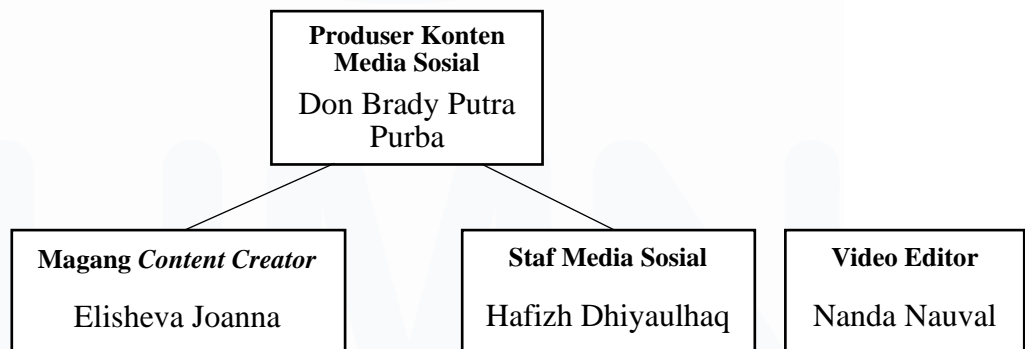 Produser Konten
Media Sosial
Don Brady Putra
Purba
Magang Content Creator
Elisheva Joanna
Staf Media Sosial
Hafizh Dhiyaulhaq
Video Editor
Nanda Nauval